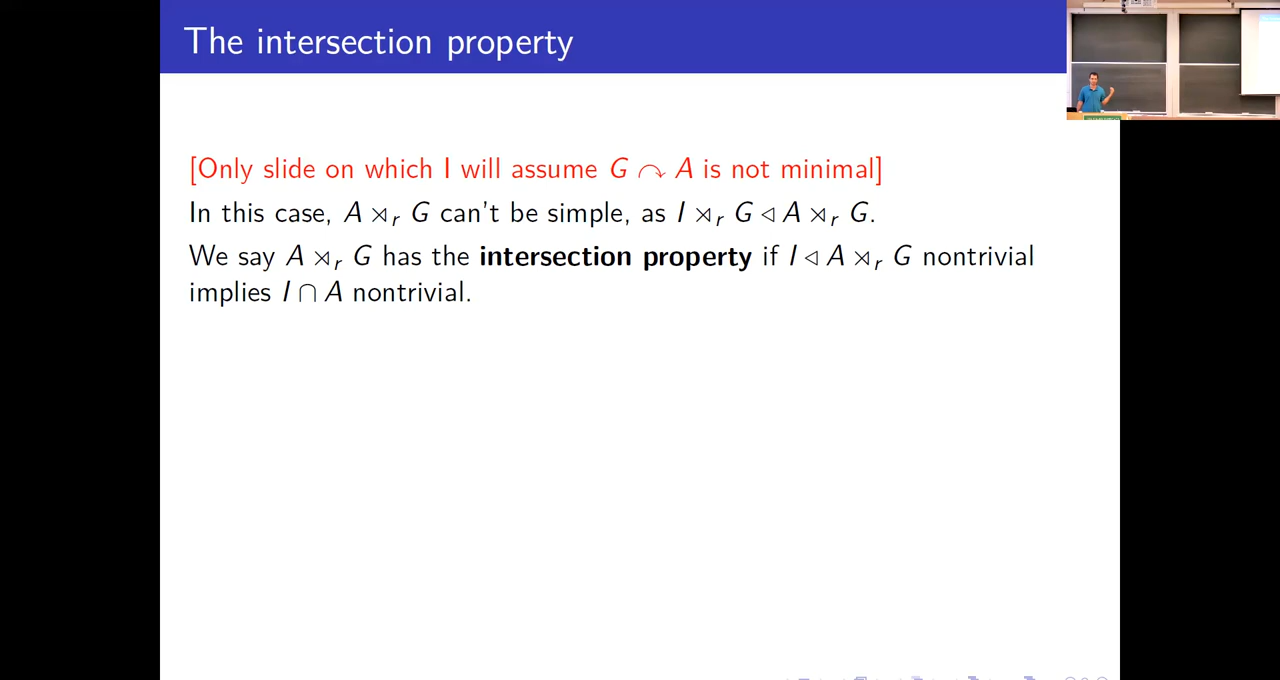 The intersection property
[Only slide on which I will assume G ↷ A is not minimal]
In this case, A ⋊ᵣ G can't be simple, as I ⋊ᵣ G ◁ A ⋊ᵣ G.
We say A ⋊ᵣ G has the intersection property if I ◁ A ⋊ᵣ G nontrivial
implies I ∩ A nontrivial.